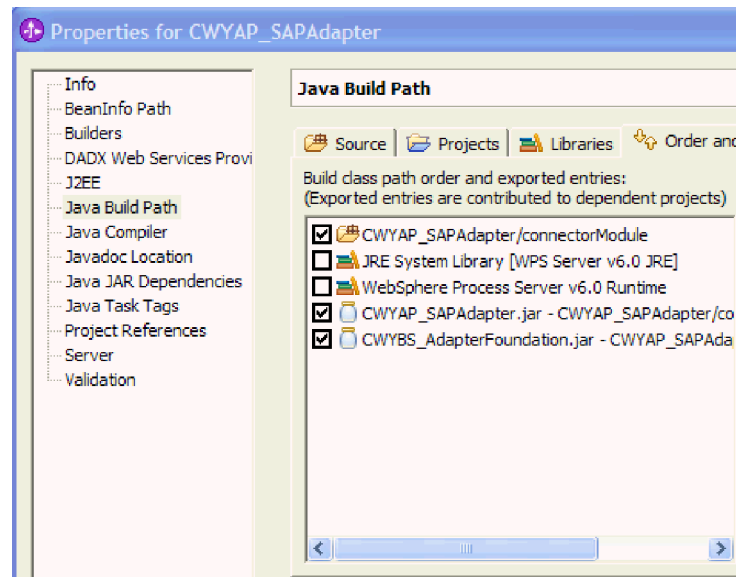 Properties for CWYAP_SAPAdapter
Info
BeanInfo Path
Builders
DADX Web Services Provi
J2EE
Java Build Path
Java Compiler
Javadoc Location
Java JAR Dependencies
Java Task Tags
Project References
Server
Validation
Java Build Path
Source Projects Libraries Order and
Build class path order and exported entries:
(Exported entries are contributed to dependent projects)
CWYAP_SAPAdapter/connectorModule
JRE System Library [WPS Server v6.0 JRE]
WebSphere Process Server v6.0 Runtime
CWYAP_SAPAdapter.jar - CWYAP_SAPAdapter/co
CWYBS_AdapterFoundation.jar - CWYAP_SAPAda